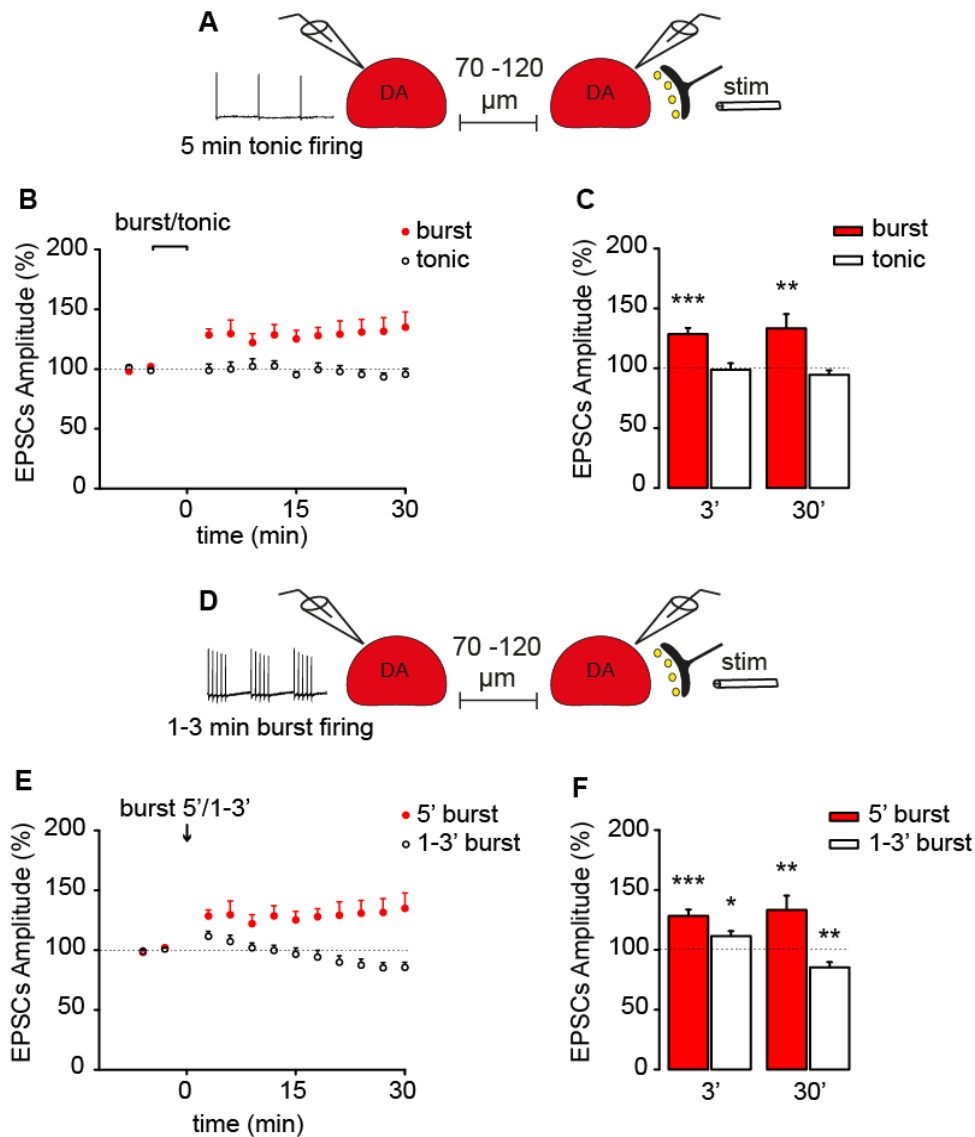 A
DA
70 -120
µm
DA
stim
5 min tonic firing
B
burst/tonic
burst
tonic
EPSCs Amplitude (%)
200
150
100
50
0
0
15
30
time (min)
C
burst
tonic
EPSCs Amplitude (%)
200
150
100
50
0
***
**
3’
30’
D
DA
70 -120
µm
DA
stim
1-3 min burst firing
E
burst 5’/1-3’
5’ burst
1-3’ burst
EPSCs Amplitude (%)
200
150
100
50
0
0
15
30
time (min)
F
5’ burst
1-3’ burst
EPSCs Amplitude (%)
200
150
100
50
0
***
*
**
**
3’
30’